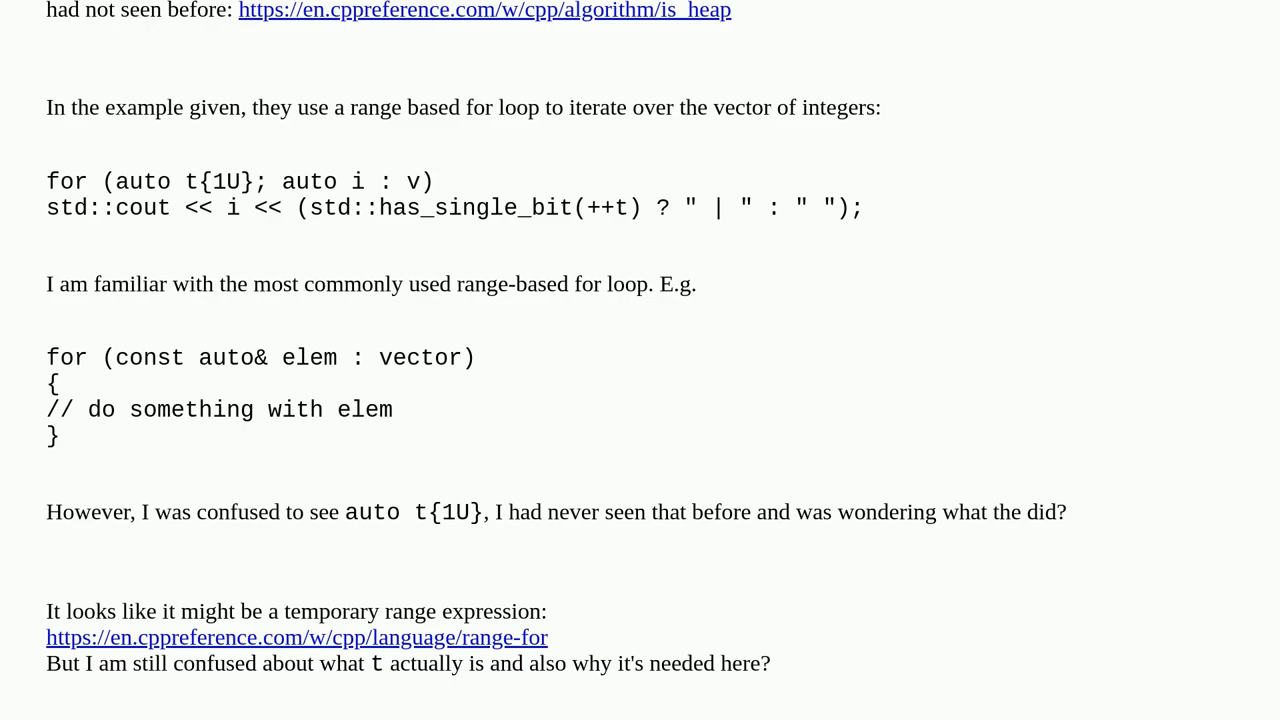 had not seen before: https://en.cppreference.com/w/cpp/algorithm/is_heap
In the example given, they use a range based for loop to iterate over the vector of integers:
for (auto t{1U}; auto i : v)
std::cout << i << (std::has_single_bit(++t) ? " | " : " ");
I am familiar with the most commonly used range-based for loop. E.g.
for (const auto& elem : vector)
{
// do something with elem
}
However, I was confused to see auto t{1U}, I had never seen that before and was wondering what the did?
It looks like it might be a temporary range expression:
https://en.cppreference.com/w/cpp/language/range-for
But I am still confused about what t actually is and also why it's needed here?